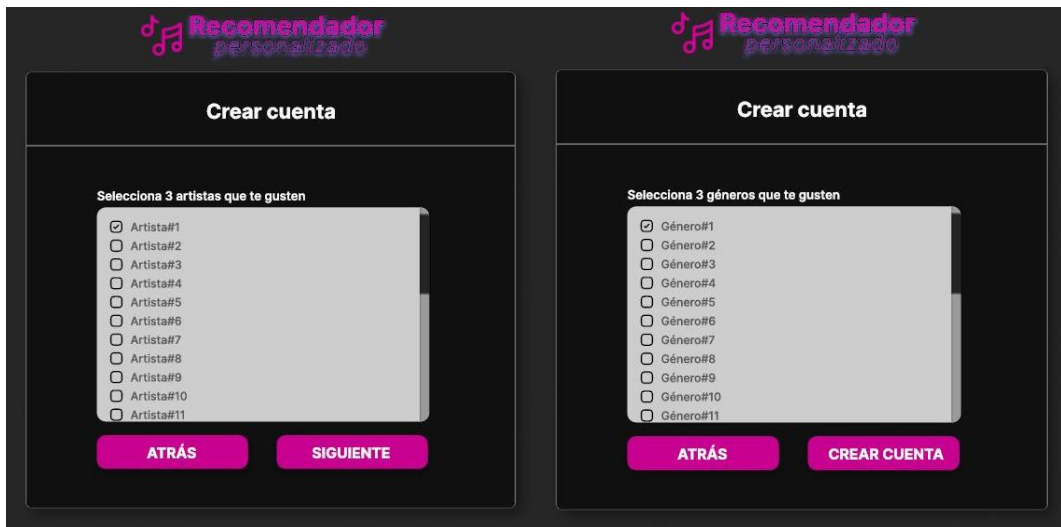 Recomendador
personalizado
Crear cuenta
Selecciona 3 artistas que te gusten
Artista#1
Artista#2
Artista#3
Artista#4
Artista#5
Artista#6
Artista#7
Artista#8
Artista#9
Artista#10
Artista#11
ATRÁS
SIGUIENTE
Recomendador
personalizado
Crear cuenta
Selecciona 3 géneros que te gusten
Género#1
Género#2
Género#3
Género#4
Género#5
Género#6
Género#7
Género#8
Género#9
Género#10
Género#11
ATRÁS
CREAR CUENTA